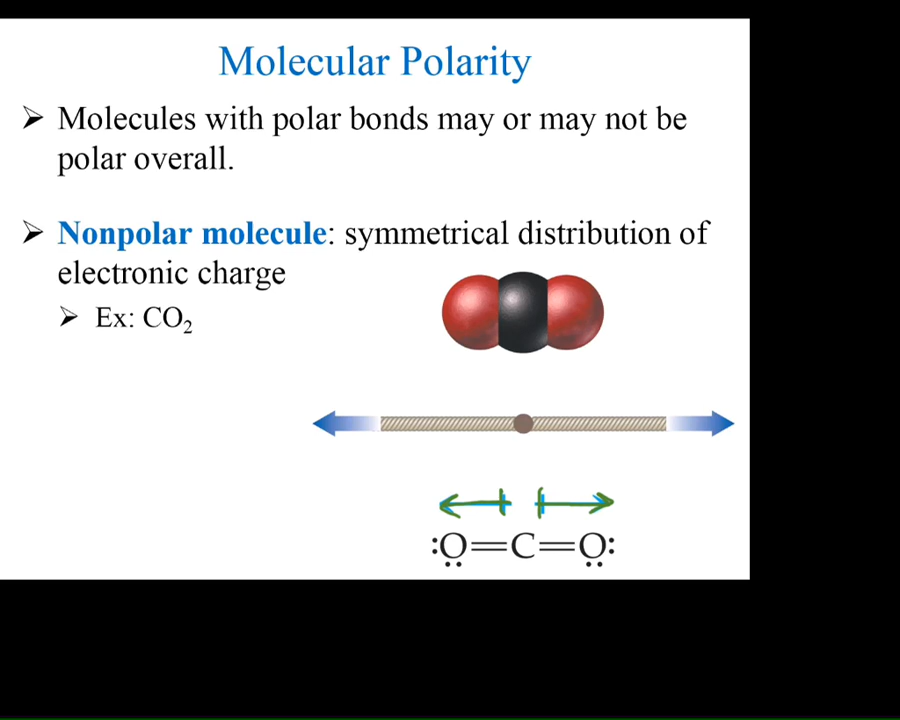 Molecular Polarity
➢ Molecules with polar bonds may or may not be
polar overall.
➢ Nonpolar molecule: symmetrical distribution of
electronic charge
➢ Ex: CO₂
:O=C=O: